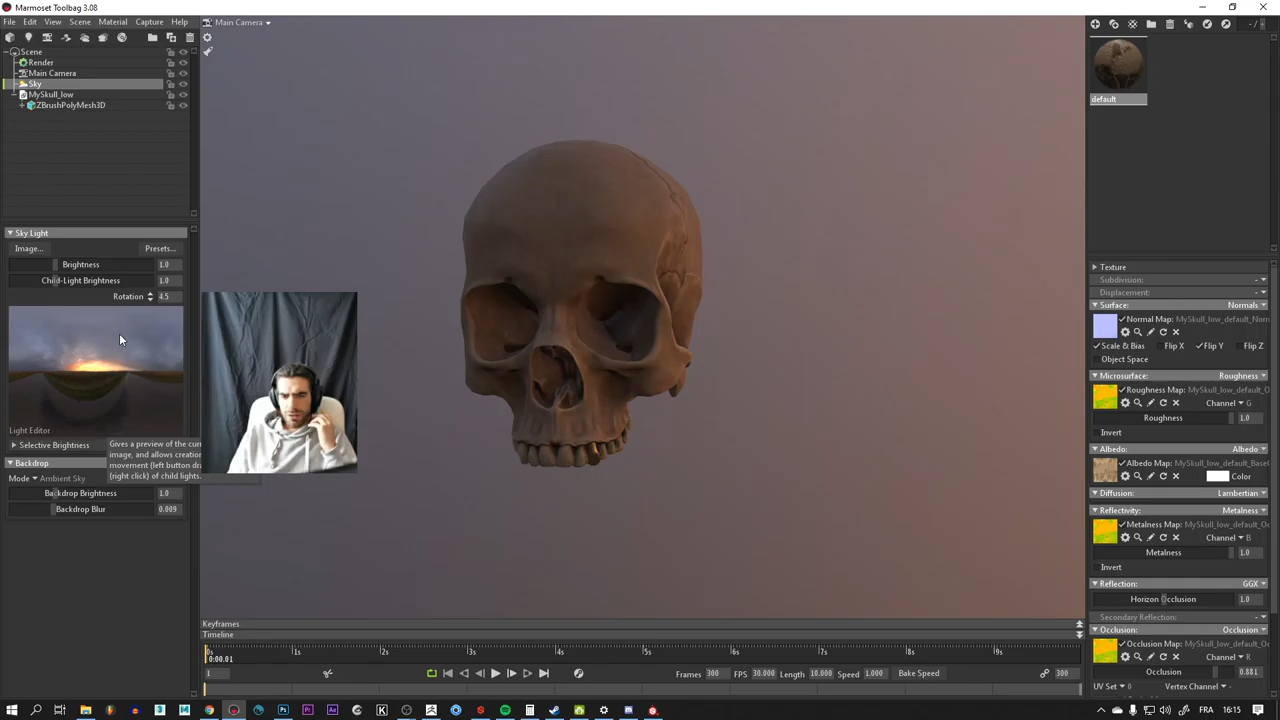 Marmoset Toolbag 3.08
File Edit View Scene Material Capture Help
Main Camera
- /
Scene
Render
Main Camera
Sky
MySkull_low
ZBrushPolyMesh3D
default
Sky Light
Image... Presets...
Brightness 1.0
Child-Light Brightness 1.0
Rotation 4.5
Light Editor
Selective Brightness
Gives a preview of the cur
image, and allows creation
movement (left button dra
(right click) of child lights.
Backdrop
Mode Ambient Sky
Backdrop Brightness 1.0
Backdrop Blur 0.009
Texture
Subdivision: -
Displacement: -
Surface: Normals
Normal Map: MySkull_low_default_Norn
Scale & Bias Flip X Flip Y Flip Z
Object Space
Microsurface: Roughness
Roughness Map: MySkull_low_default_O
Channel G
Roughness 1.0
Invert
Albedo: Albedo
Albedo Map: MySkull_low_default_BaseC
Color
Diffusion: Lambertian
Reflectivity: Metalness
Metalness Map: MySkull_low_default_Oc
Channel B
Metalness 1.0
Invert
Reflection: GGX
Horizon Occlusion 1.0
Secondary Reflection: -
Occlusion: Occlusion
Occlusion Map: MySkull_low_default_Oc
Channel R
Occlusion 0.881
UV Set 0 Vertex Channel -
Keyframes
Timeline
0s 1s 2s 3s 4s 5s 6s 7s 8s 9s
0:00.01
1 Frames 300 FPS 30.000 Length 10.000 Speed 1.000 Bake Speed 300
FRA 16:15